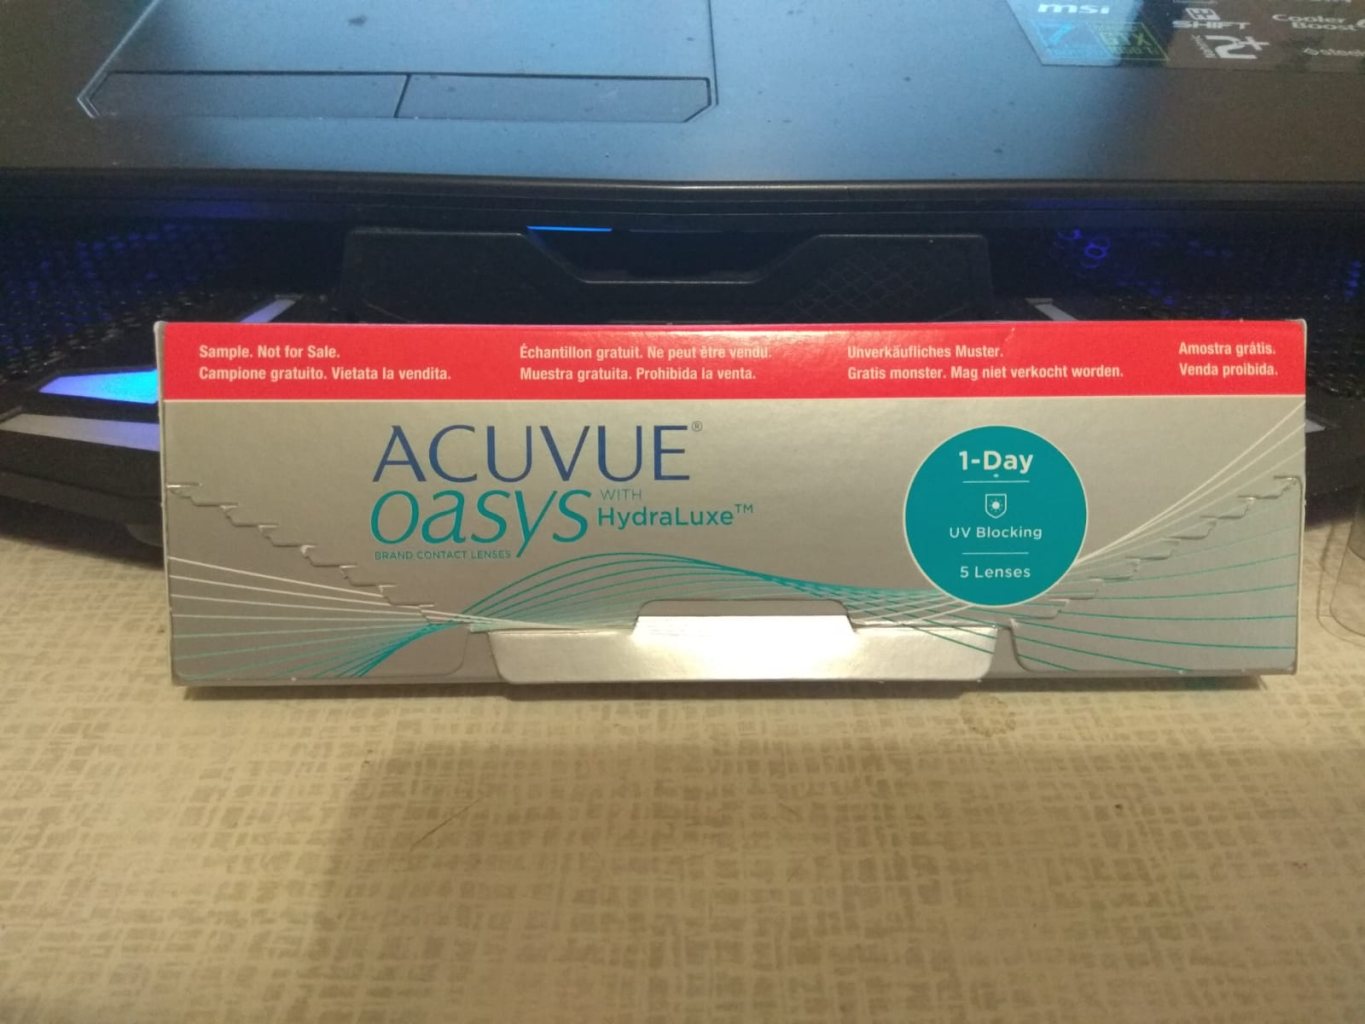 msi
SHIFT
Cooler
Boost
Sample. Not for Sale.
Campione gratuito. Vietata la vendita.
Échantillon gratuit. Ne peut être vendu.
Muestra gratuita. Prohibida la venta.
Unverkäufliches Muster.
Gratis monster. Mag niet verkocht worden.
Amostra grátis.
Venda proibida.
ACUVUE®
oasys WITH HydraLuxe™
BRAND CONTACT LENSES
1-Day
UV Blocking
5 Lenses